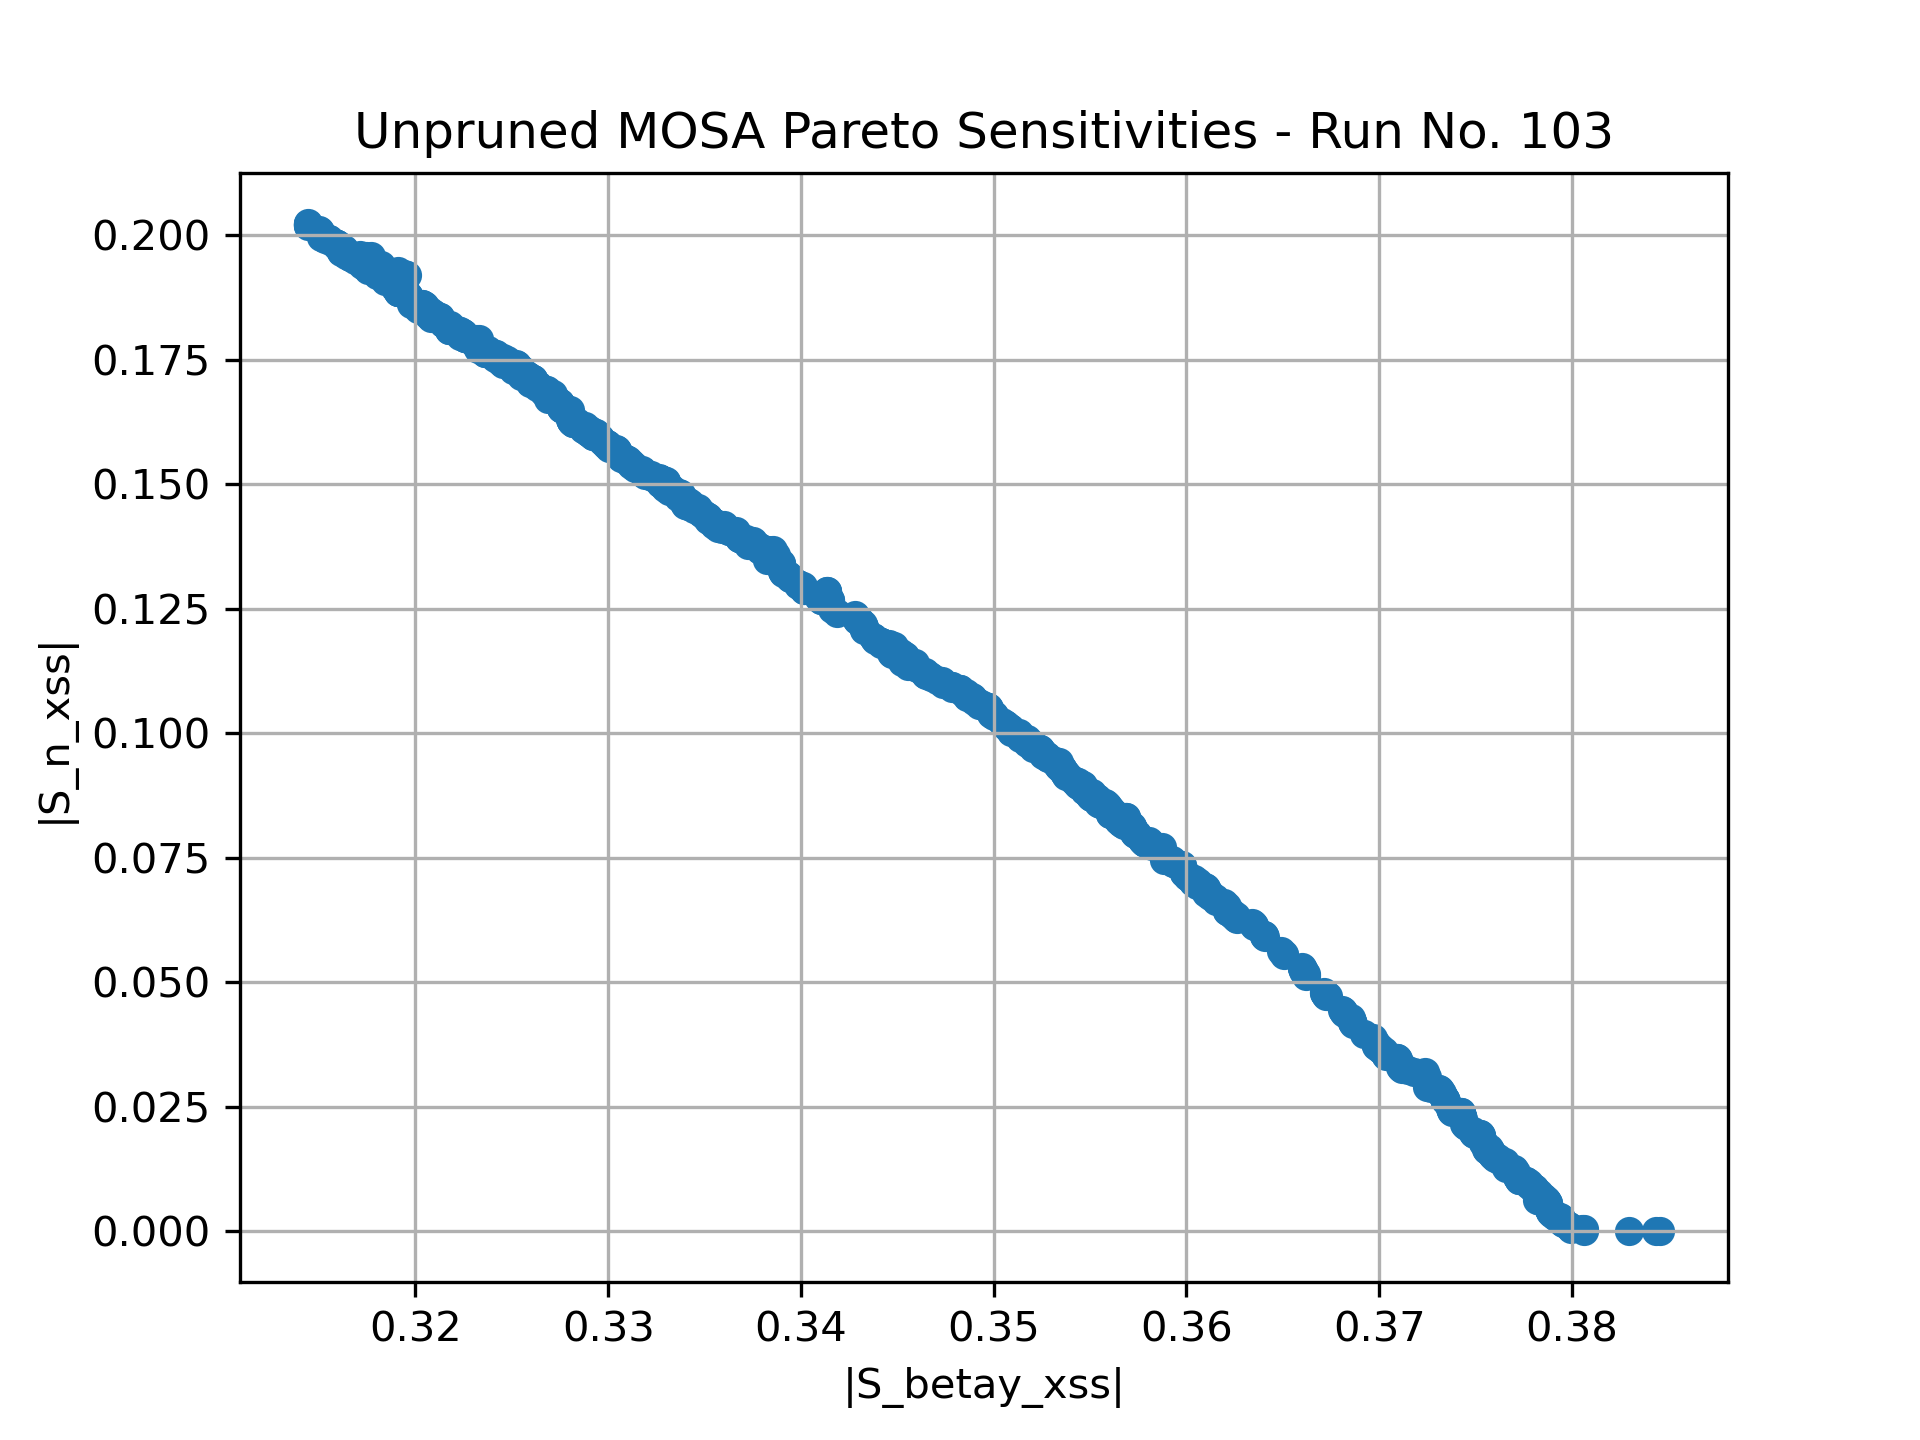 Unpruned MOSA Pareto Sensitivities - Run No. 103
|S_n_xss|
0.200
0.175
0.150
0.125
0.100
0.075
0.050
0.025
0.000
0.32 0.33 0.34 0.35 0.36 0.37 0.38
|S_betay_xss|